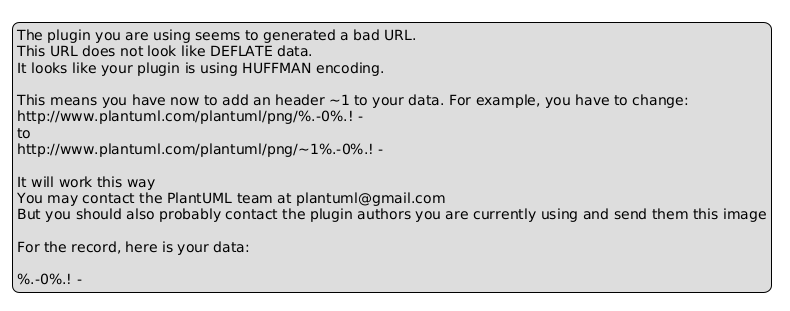 The plugin you are using seems to generated a bad URL.
This URL does not look like DEFLATE data.
It looks like your plugin is using HUFFMAN encoding.
This means you have now to add an header ~1 to your data. For example, you have to change:
http://www.plantuml.com/plantuml/png/%.-0%.! -
to
http://www.plantuml.com/plantuml/png/~1%.-0%.! -
It will work this way
You may contact the PlantUML team at plantuml@gmail.com
But you should also probably contact the plugin authors you are currently using and send them this image
For the record, here is your data:
%.-0%.! -